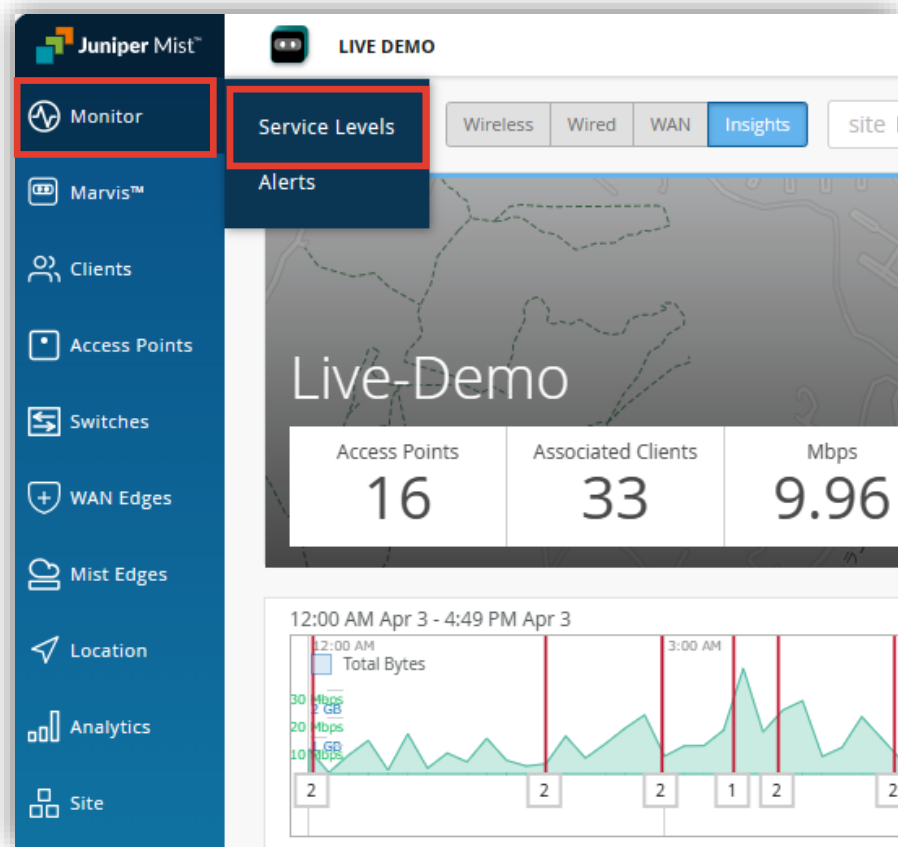 Juniper Mist™
LIVE DEMO
Monitor
Service Levels
Wireless
Wired
WAN
Insights
site
Marvis™
Alerts
Clients
Access Points
Switches
WAN Edges
Mist Edges
Location
Analytics
Site
Live-Demo
Access Points
Associated Clients
Mbps
16
33
9.96
12:00 AM Apr 3 - 4:49 PM Apr 3
12:00 AM
3:00 AM
Total Bytes
30 Mbps
2 GB
20 Mbps
1 GB
10 Mbps
2
2
2
1
2
2